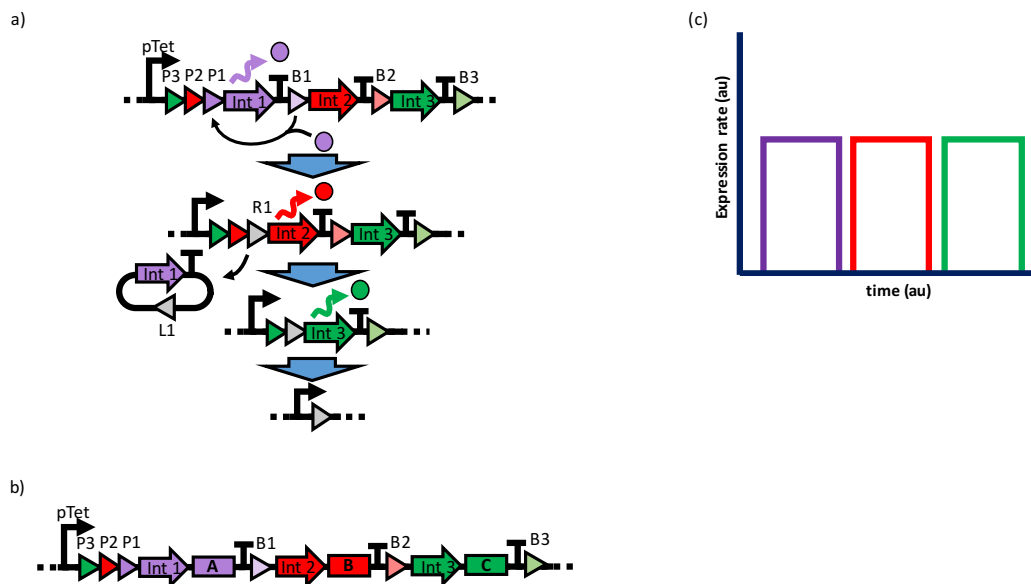 a)
pTet
P3 P2 P1
B1
B2
B3
Int 1
Int 2
Int 3
R1
Int 2
Int 3
Int 1
L1
Int 3
b)
pTet
P3 P2 P1
B1
B2
B3
Int 1
A
Int 2
B
Int 3
C
(c)
Expression rate (au)
time (au)